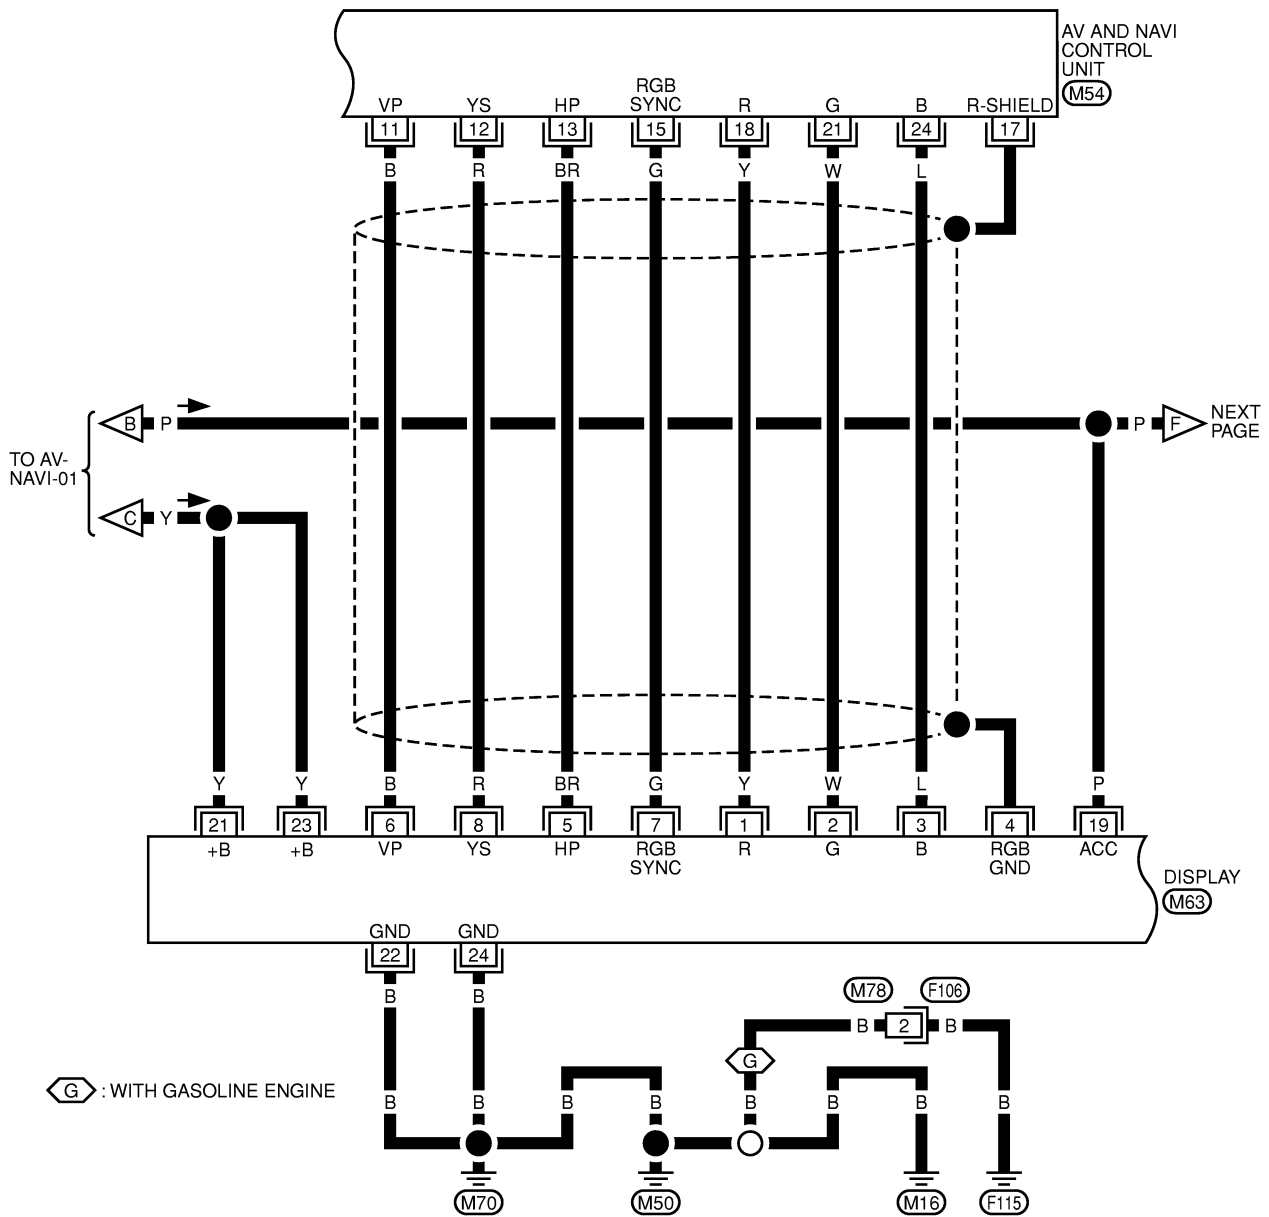 AV AND NAVI
CONTROL
UNIT
M54
RGB
VP YS HP SYNC R G B R-SHIELD
11 12 13 15 18 21 24 17
B R BR G Y W L
B P P F NEXT
PAGE
TO AV-
NAVI-01
C Y
Y Y B R BR G Y W L P
21 23 6 8 5 7 1 2 3 4 19
+B +B VP YS HP RGB R G B RGB ACC
SYNC GND
DISPLAY
M63
GND GND
22 24
B B
M78 F106
B 2 B
G
G : WITH GASOLINE ENGINE
B B B B B B B B
M70 M50 M16 F115